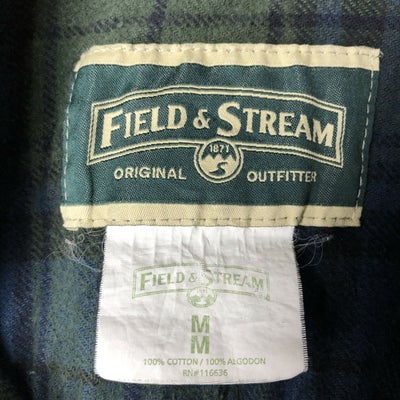 FIELD & STREAM
1871
ORIGINAL OUTFITTER
FIELD & STREAM
M
M
100% COTTON / 100% ALGODON
RN#116636